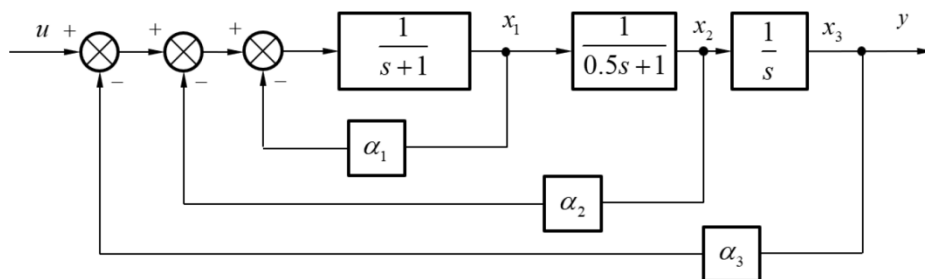 u + − + − + − 1/(s+1) x₁ 1/(0.5s+1) x₂ 1/s x₃ y
α₁
α₂
α₃